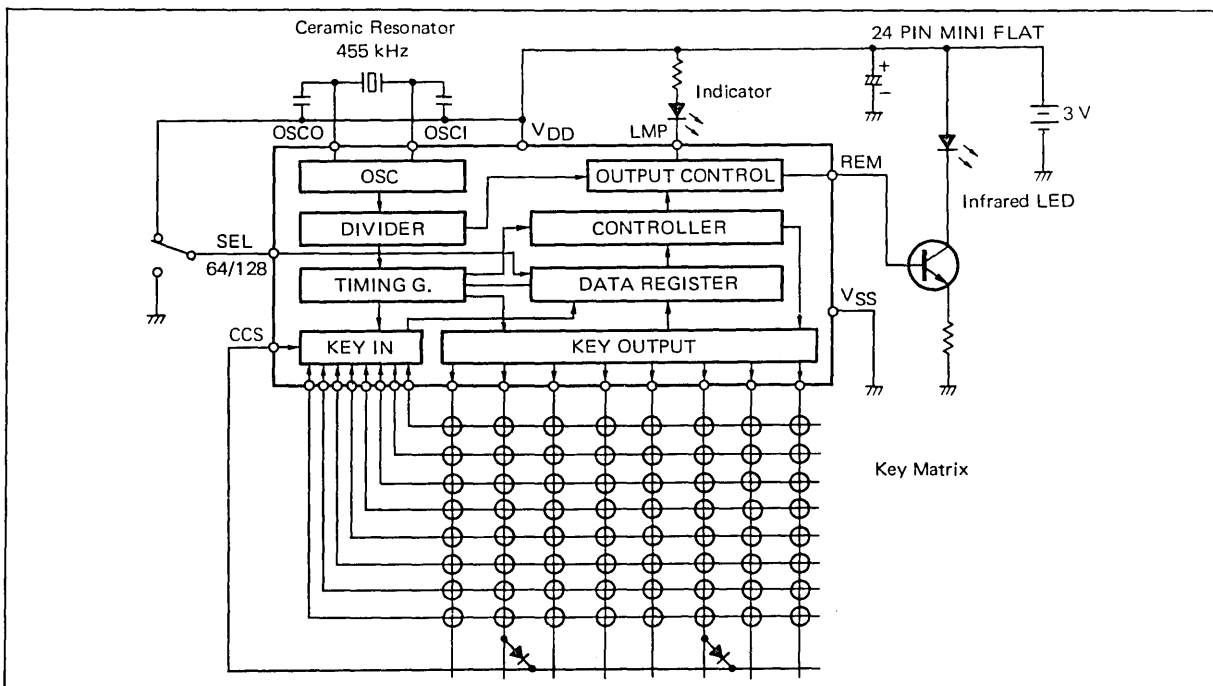 Ceramic Resonator
455 kHz
24 PIN MINI FLAT
Indicator
+
−
3 V
OSCO
OSCI
VDD
LMP
REM
OSC
OUTPUT CONTROL
Infrared LED
DIVIDER
CONTROLLER
SEL
64/128
TIMING G.
DATA REGISTER
VSS
CCS
KEY IN
KEY OUTPUT
Key Matrix